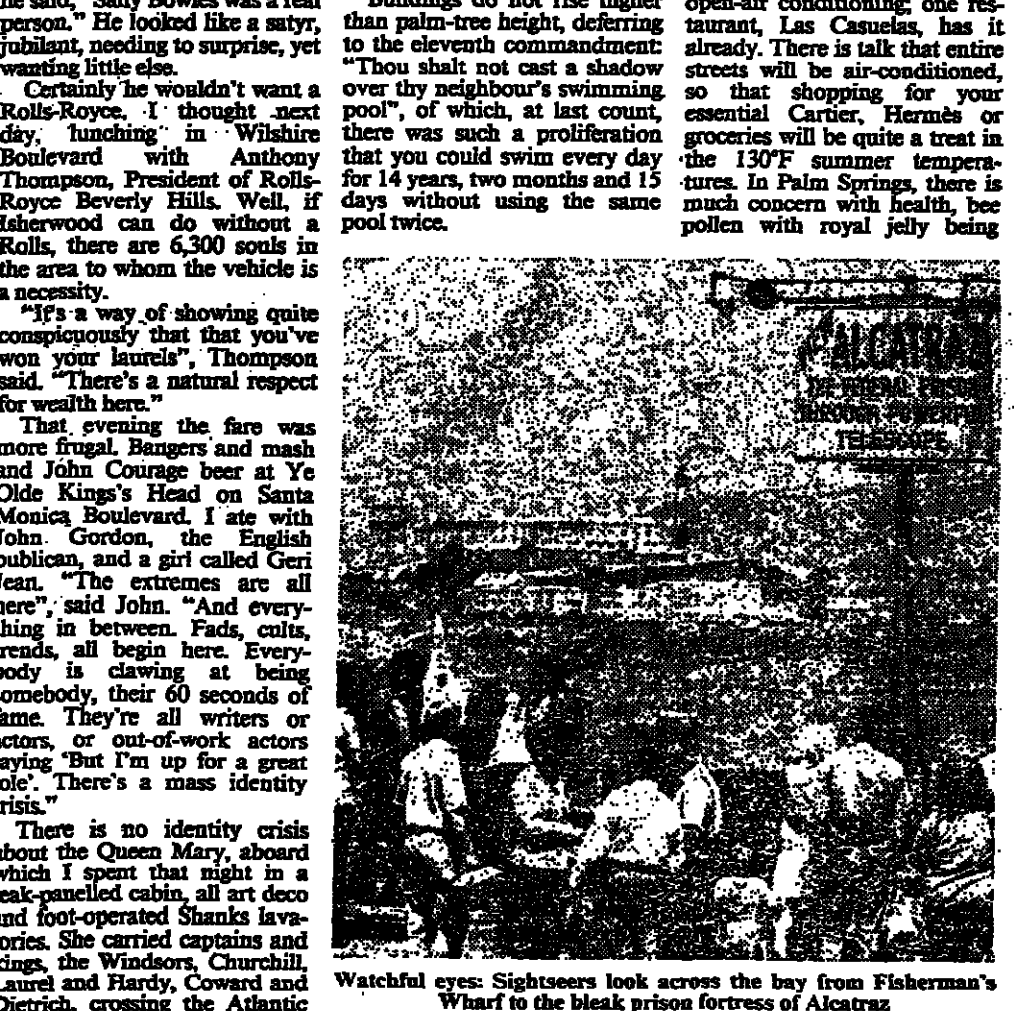 he said, "Sally Bowles was a real
person." He looked like a satyr,
jubilant, needing to surprise, yet
wanting little else.
Certainly he wouldn't want a
Rolls-Royce. I thought next
day, lunching in Wilshire
Boulevard with Anthony
Thompson, President of Rolls-
Royce Beverly Hills. Well, if
Isherwood can do without a
Rolls, there are 6,300 souls in
the area to whom the vehicle is
a necessity.
"It's a way of showing quite
conspicuously that that you've
won your laurels", Thompson
said. "There's a natural respect
for wealth here."
That evening the fare was
more frugal. Bangers and mash
and John Courage beer at Ye
Olde Kings's Head on Santa
Monica Boulevard. I ate with
John Gordon, the English
publican, and a girl called Geri
Jean. "The extremes are all
here", said John. "And every-
thing in between. Fads, cults,
trends, all begin here. Every-
body is clawing at being
somebody, their 60 seconds of
fame. They're all writers or
actors, or out-of-work actors
saying 'But I'm up for a great
role'. There's a mass identity
crisis."
There is no identity crisis
about the Queen Mary, aboard
which I spent that night in a
teak-panelled cabin, all art deco
and foot-operated Shanks lava-
tories. She carried captains and
kings, the Windsors, Churchill,
Laurel and Hardy, Coward and
Dietrich, crossing the Atlantic
Buildings do not rise higher
than palm-tree height, deferring
to the eleventh commandment:
"Thou shalt not cast a shadow
over thy neighbour's swimming
pool", of which, at last count,
there was such a proliferation
that you could swim every day
for 14 years, two months and 15
days without using the same
pool twice.
open-air conditioning; one res-
taurant, Las Casuelas, has it
already. There is talk that entire
streets will be air-conditioned,
so that shopping for your
essential Cartier, Hermès or
groceries will be quite a treat in
the 130°F summer tempera-
tures. In Palm Springs, there is
much concern with health, bee
pollen with royal jelly being
ALCATRAZ
THROUGH POWERFUL
TELESCOPE
Watchful eyes: Sightseers look across the bay from Fisherman's
Wharf to the bleak prison fortress of Alcatraz